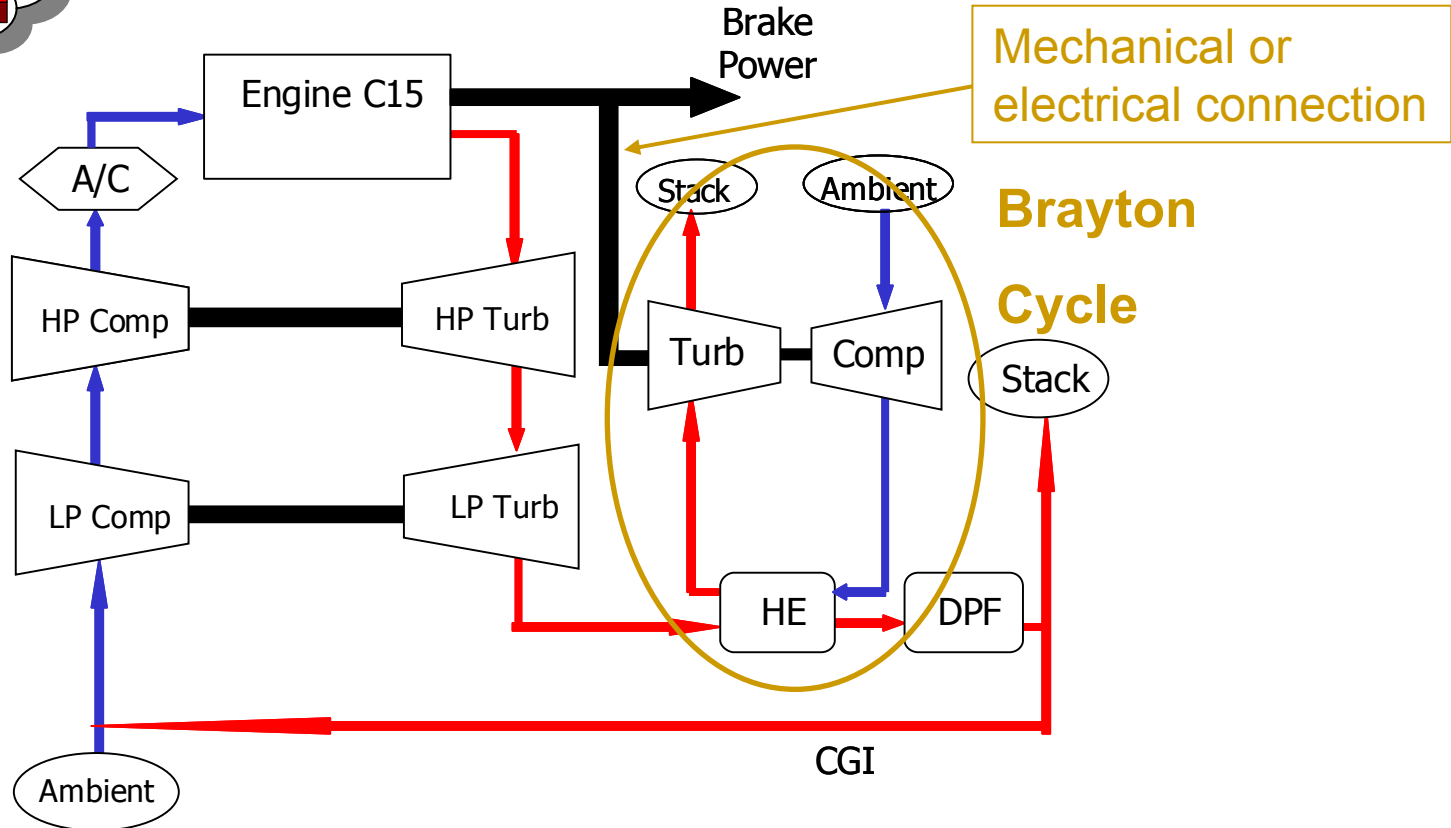 Brake
Power
Mechanical or
electrical connection
Engine C15
A/C
Stack
Ambient
Brayton
Cycle
HP Comp
HP Turb
Turb
Comp
Stack
LP Comp
LP Turb
HE
DPF
CGI
Ambient